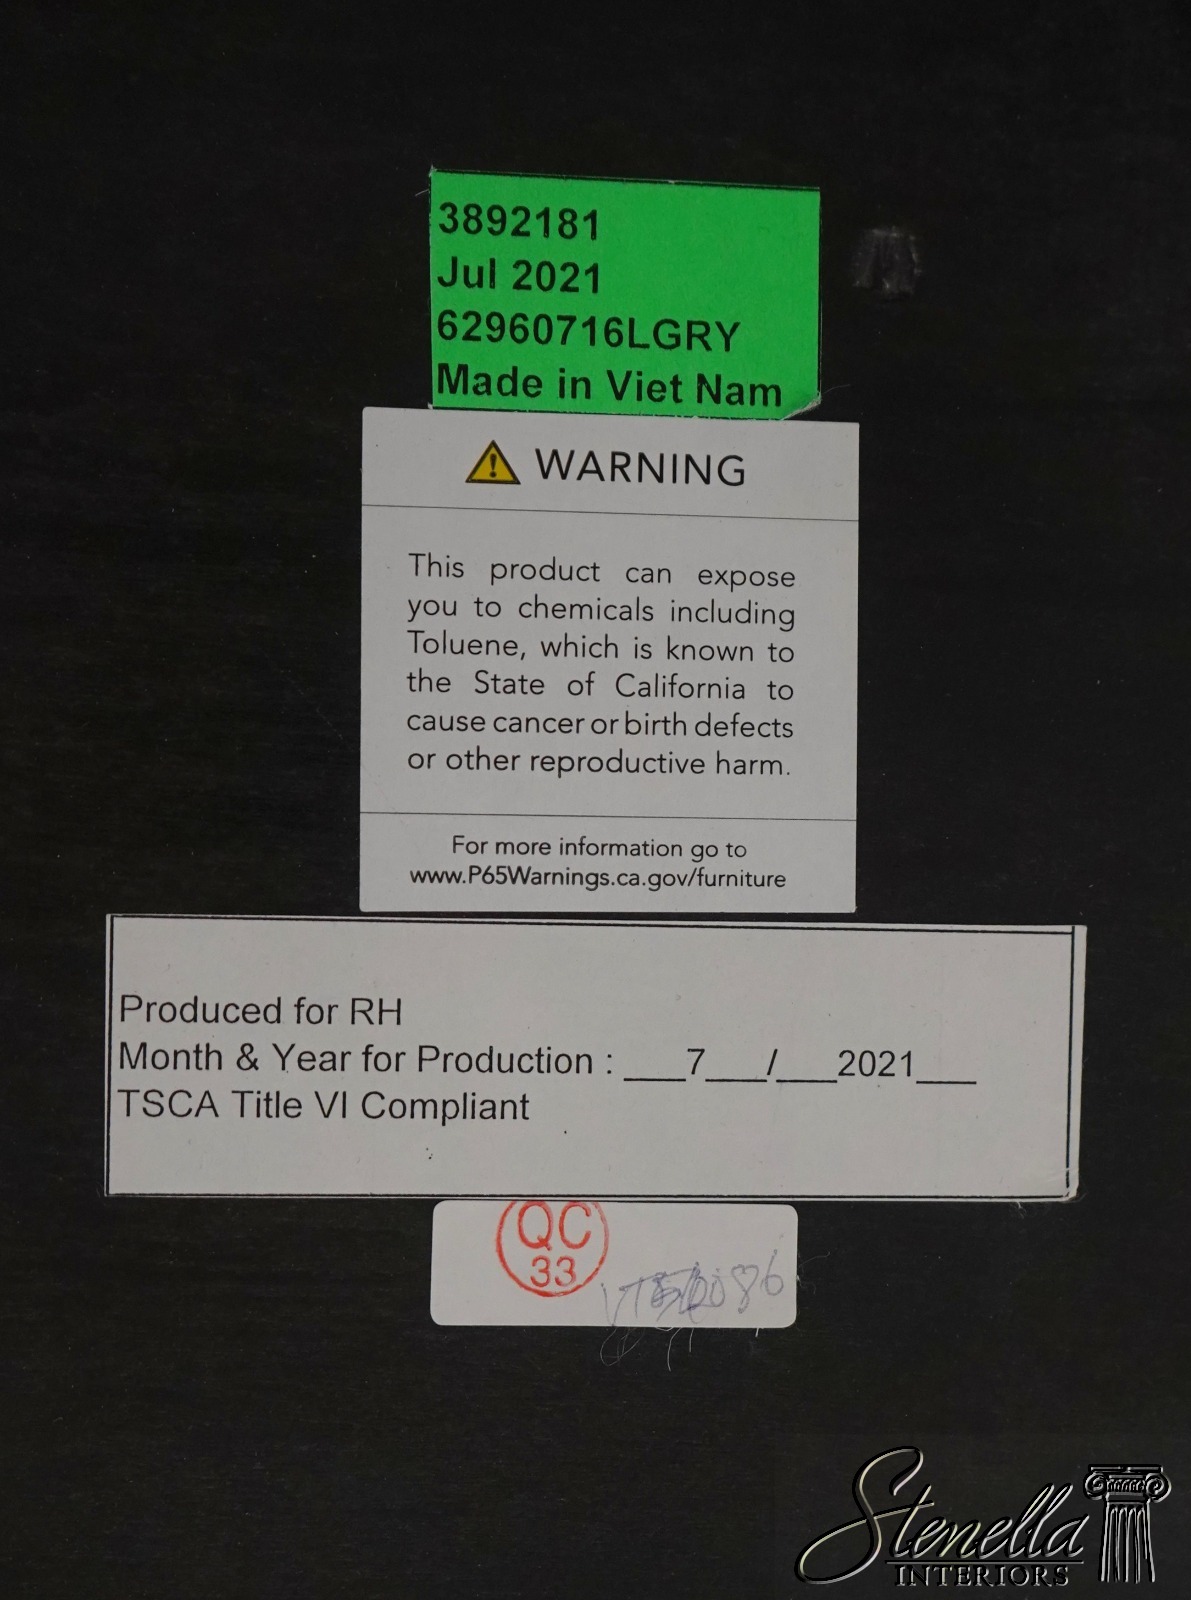 3892181
Jul 2021
62960716LGRY
Made in Viet Nam
WARNING
This product can expose
you to chemicals including
Toluene, which is known to
the State of California to
cause cancer or birth defects
or other reproductive harm.
For more information go to
www.P65Warnings.ca.gov/furniture
Produced for RH
Month & Year for Production : ___7___/___2021___
TSCA Title VI Compliant
QC
33
Stenella
INTERIORS